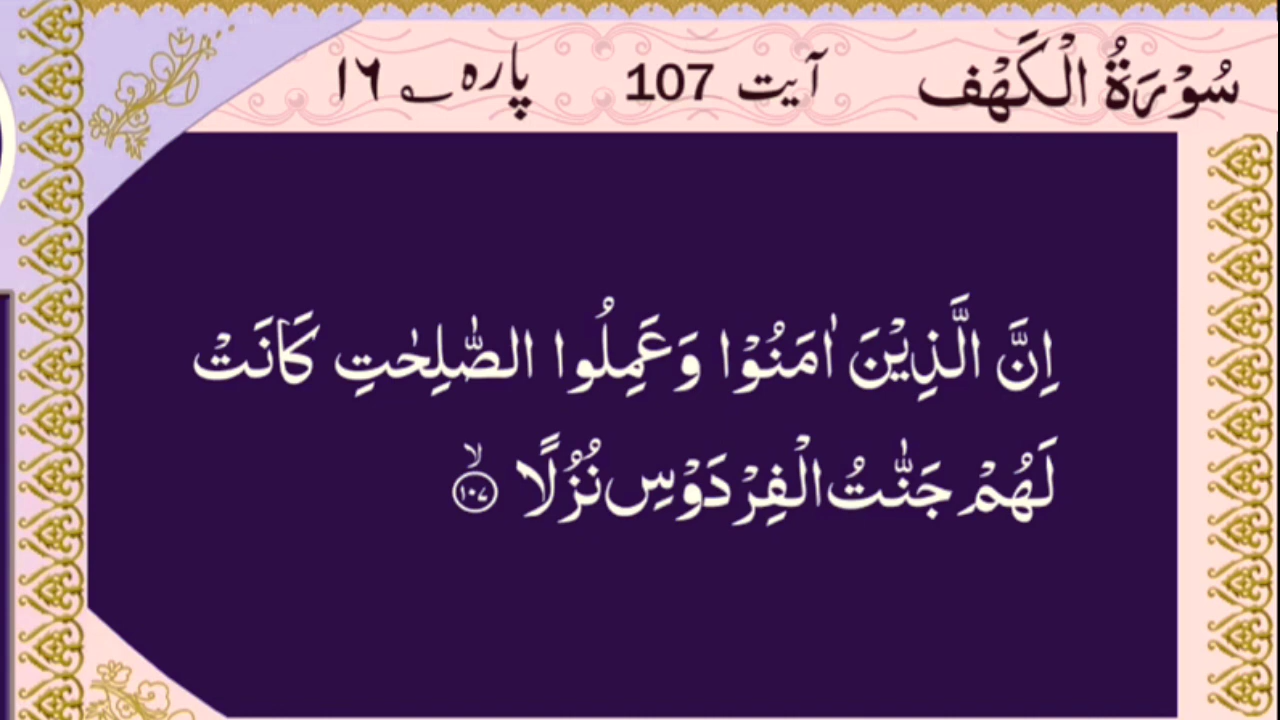 سُوْرَةُ الْكَهْف آیت 107 پارہ ۱۶
اِنَّ الَّذِيْنَ اٰمَنُوْا وَعَمِلُوا الصّٰلِحٰتِ كَانَتْ
لَهُمْ جَنّٰتُ الْفِرْدَوْسِ نُزُلًا ۙ‏﴿۱۰۷﴾